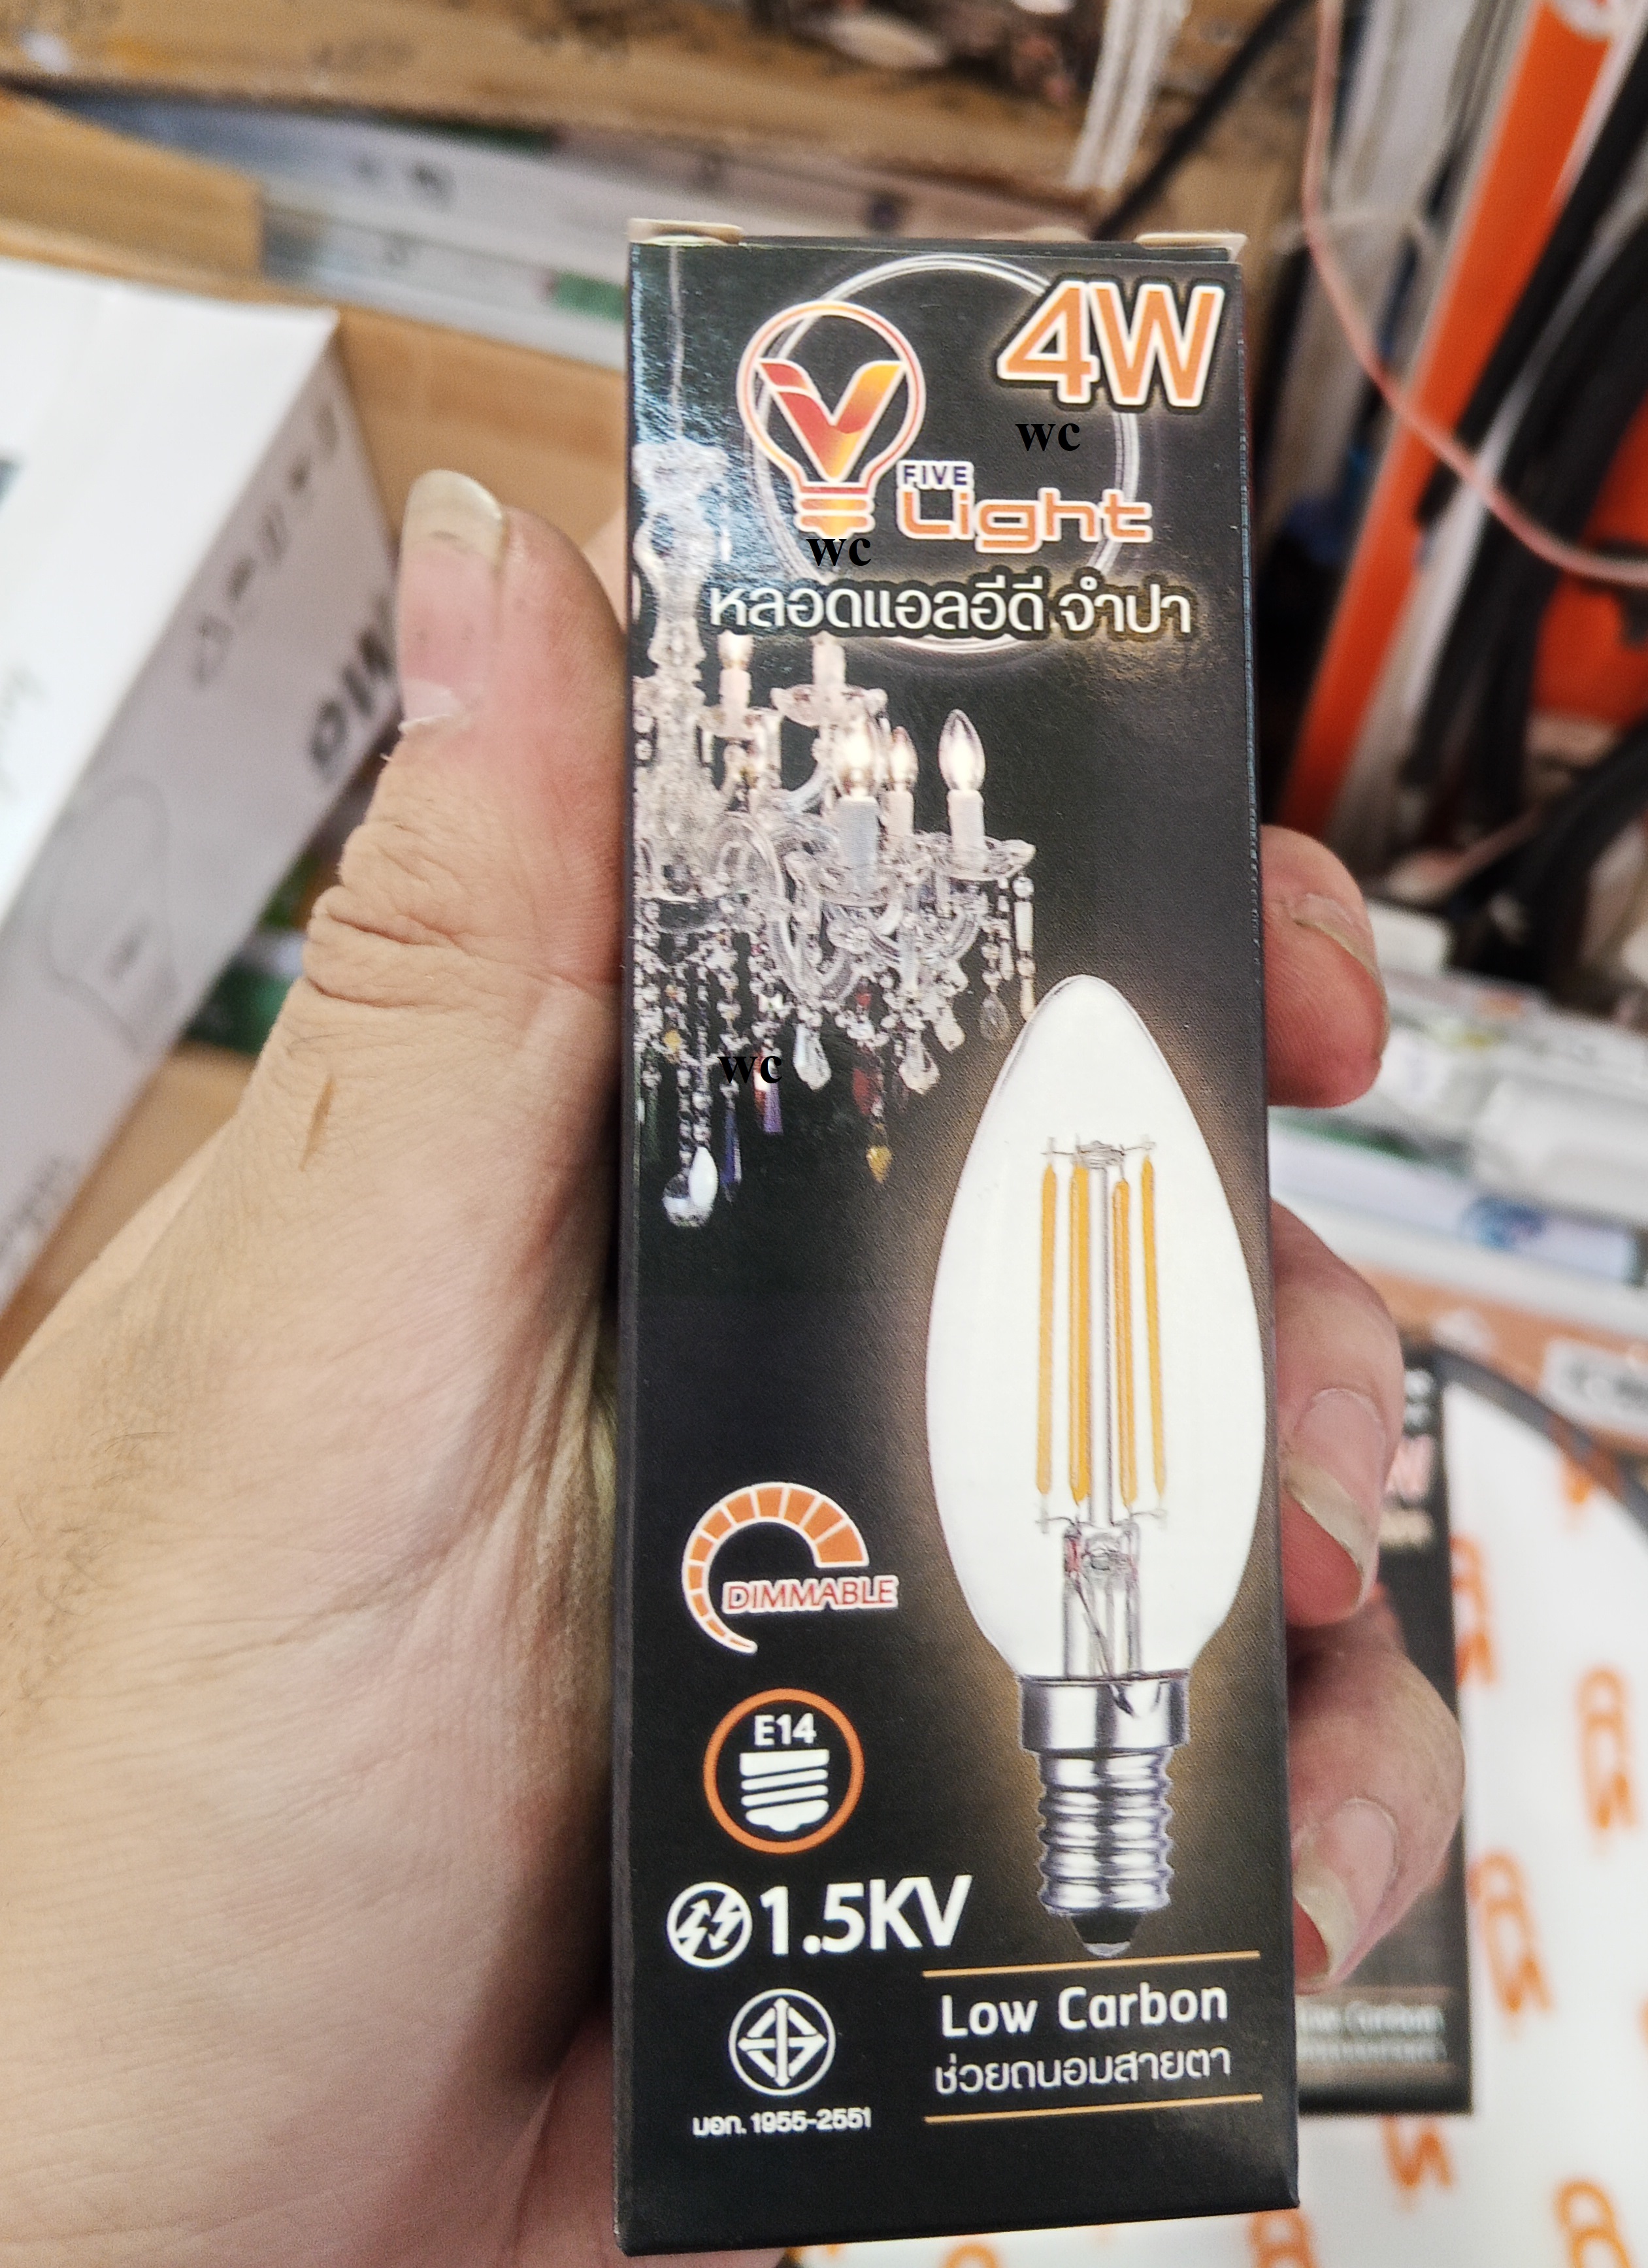 4W
wc
FIVE
Light
wc
หลอดแอลอีดี จำปา
wc
DIMMABLE
E14
1.5KV
Low Carbon
ช่วยถนอมสายตา
มอก. 1955-2551